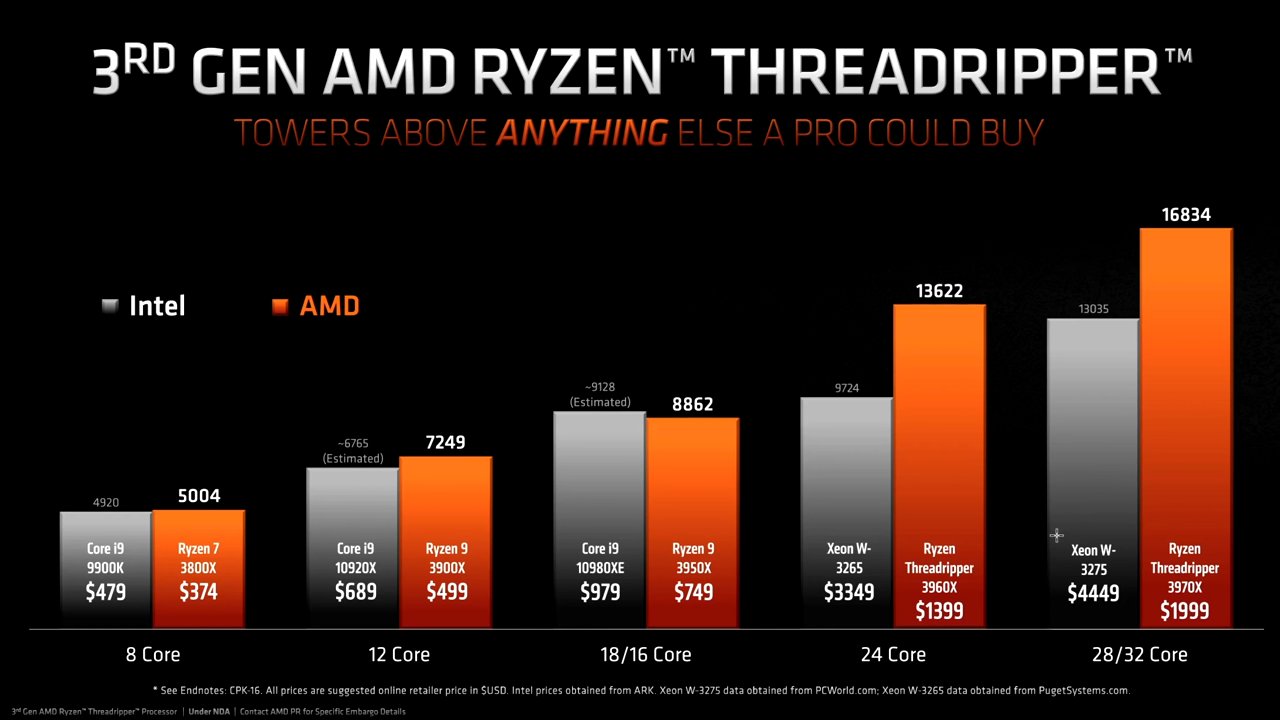 3RD GEN AMD RYZEN™ THREADRIPPER™
TOWERS ABOVE ANYTHING ELSE A PRO COULD BUY
Intel
AMD
4920
Core i9
9900K
$479
5004
Ryzen 7
3800X
$374
8 Core
~6765
(Estimated)
Core i9
10920X
$689
7249
Ryzen 9
3900X
$499
12 Core
~9128
(Estimated)
Core i9
10980XE
$979
8862
Ryzen 9
3950X
$749
18/16 Core
9724
Xeon W-
3265
$3349
13622
Ryzen
Threadripper
3960X
$1399
24 Core
13035
Xeon W-
3275
$4449
16834
Ryzen
Threadripper
3970X
$1999
28/32 Core
* See Endnotes: CPK-16. All prices are suggested online retailer price in $USD. Intel prices obtained from ARK. Xeon W-3275 data obtained from PCWorld.com; Xeon W-3265 data obtained from PugetSystems.com.
3rd Gen AMD Ryzen™ Threadripper™ Processor | Under NDA | Contact AMD PR for Specific Embargo Details